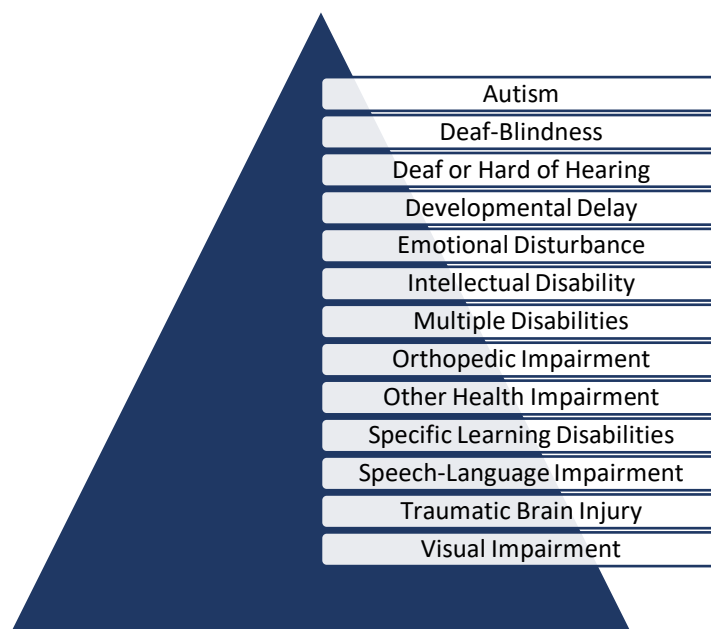 Autism
Deaf-Blindness
Deaf or Hard of Hearing
Developmental Delay
Emotional Disturbance
Intellectual Disability
Multiple Disabilities
Orthopedic Impairment
Other Health Impairment
Specific Learning Disabilities
Speech-Language Impairment
Traumatic Brain Injury
Visual Impairment